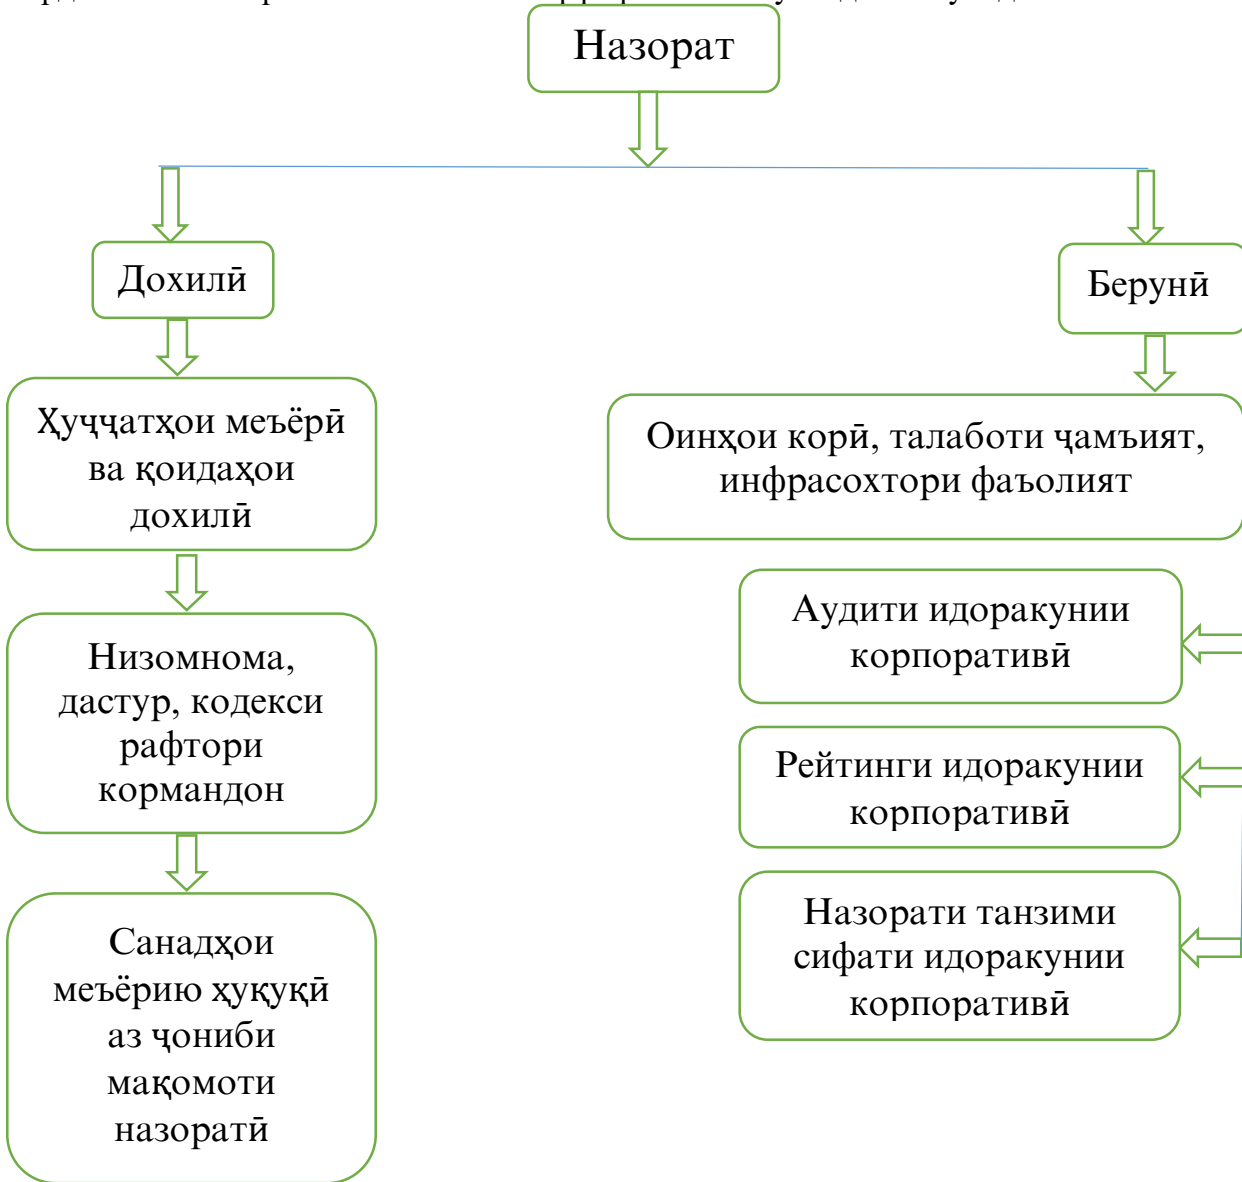 Назорат
Дохилӣ
Берунӣ
Ҳуҷҷатҳои меъёрӣ
ва қоидаҳои
дохилӣ
Оинҳои корӣ, талаботи ҷамъият,
инфрасохтори фаъолият
Аудити идоракунии
корпоративӣ
Низомнома,
дастур, кодекси
рафтори
кормандон
Рейтинги идоракунии
корпоративӣ
Санадҳои
меъёрию ҳуқуқӣ
аз ҷониби
мақомоти
назоратӣ
Назорати танзими
сифати идоракунии
корпоративӣ